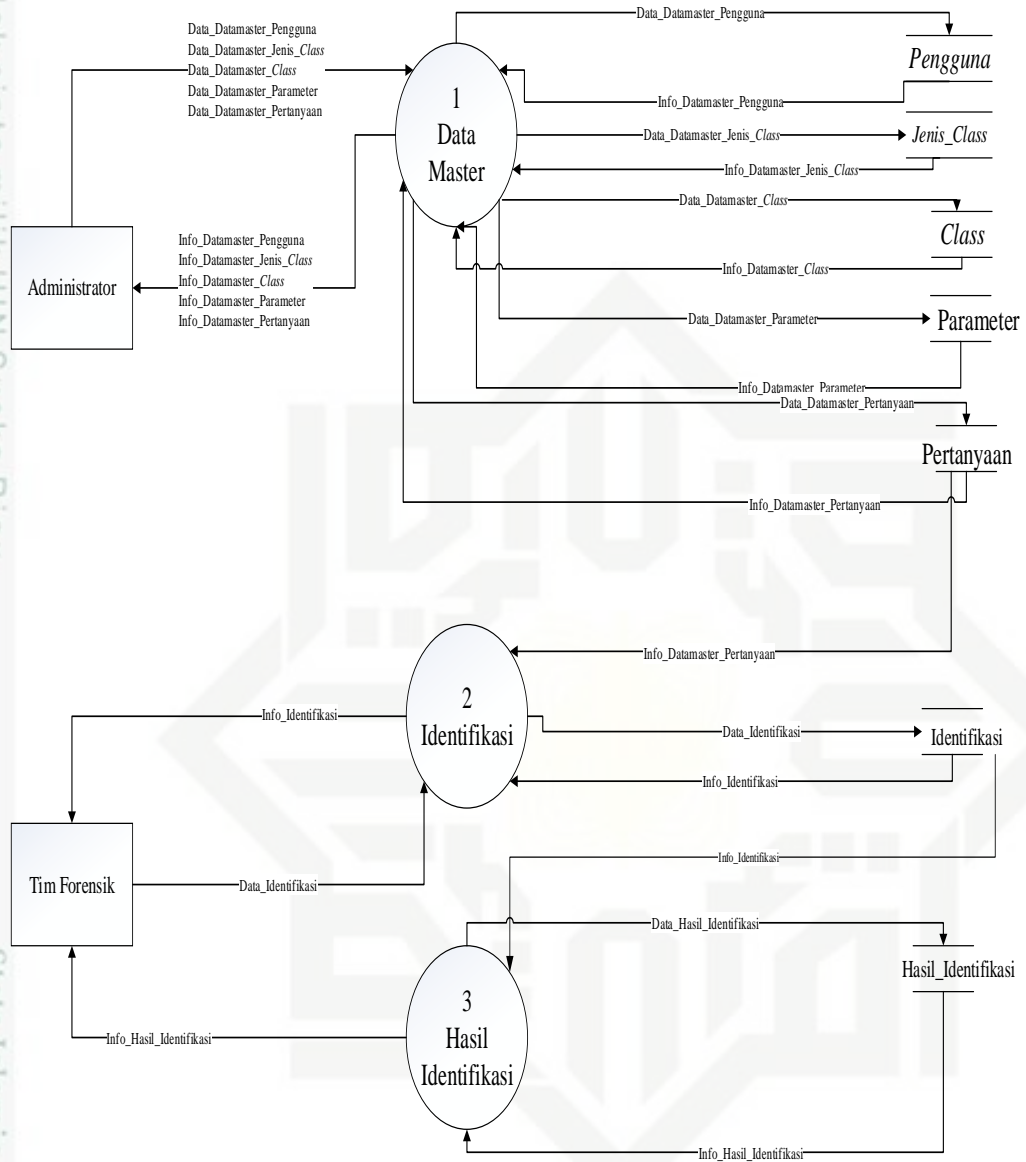 Data_Datamaster_Pengguna
Data_Datamaster_Pengguna
Data_Datamaster_Jenis_Class
Data_Datamaster_Class
Data_Datamaster_Parameter
Data_Datamaster_Pertanyaan
1
Data
Master
Pengguna
Info_Datamaster_Pengguna
Data_Datamaster_Jenis_Class
Jenis_Class
Info_Datamaster_Jenis_Class
Data_Datamaster_Class
Class
Info_Datamaster_Class
Administrator
Info_Datamaster_Pengguna
Info_Datamaster_Jenis_Class
Info_Datamaster_Class
Info_Datamaster_Parameter
Info_Datamaster_Pertanyaan
Data_Datamaster_Parameter
Parameter
Info_Datamaster_Parameter
Data_Datamaster_Pertanyaan
Pertanyaan
Info_Datamaster_Pertanyaan
Info_Datamaster_Pertanyaan
2
Identifikasi
Info_Identifikasi
Data_Identifikasi
Identifikasi
Info_Identifikasi
Info_Identifikasi
Tim Forensik
Data_Identifikasi
Data_Hasil_Identifikasi
Hasil_Identifikasi
3
Hasil
Identifikasi
Info_Hasil_Identifikasi
Info_Hasil_Identifikasi